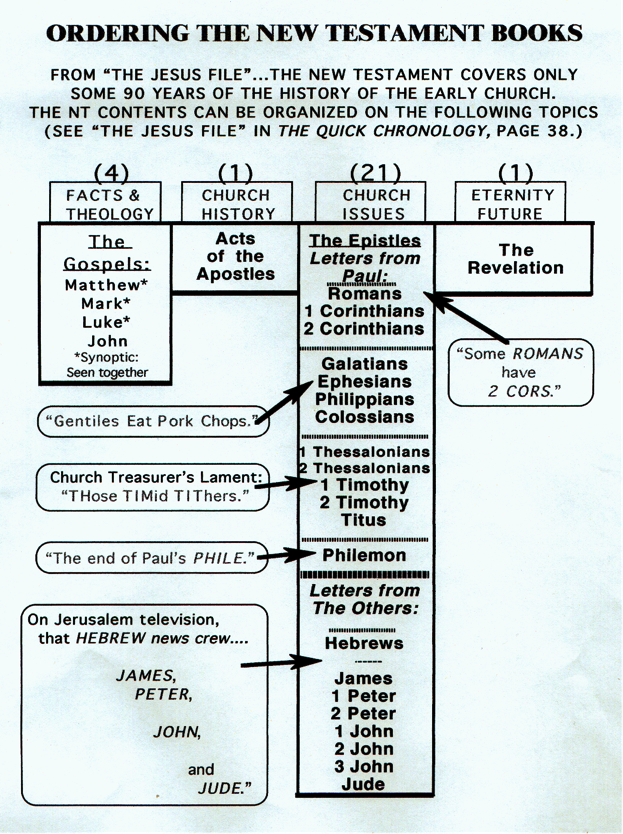 ORDERING THE NEW TESTAMENT BOOKS
FROM “THE JESUS FILE”...THE NEW TESTAMENT COVERS ONLY
SOME 90 YEARS OF THE HISTORY OF THE EARLY CHURCH.
THE NT CONTENTS CAN BE ORGANIZED ON THE FOLLOWING TOPICS
(SEE “THE JESUS FILE” IN THE QUICK CHRONOLOGY, PAGE 38.)
(4)
FACTS &
THEOLOGY
The
Gospels:
Matthew*
Mark*
Luke*
John
*Synoptic:
Seen together
(1)
CHURCH
HISTORY
Acts
of the
Apostles
(21)
CHURCH
ISSUES
The Epistles
Letters from
Paul:
Romans
1 Corinthians
2 Corinthians
Galatians
Ephesians
Philippians
Colossians
1 Thessalonians
2 Thessalonians
1 Timothy
2 Timothy
Titus
Philemon
Letters from
The Others:
Hebrews
James
1 Peter
2 Peter
1 John
2 John
3 John
Jude
(1)
ETERNITY
FUTURE
The
Revelation
“Some ROMANS
have
2 CORS.”
“Gentiles Eat Pork Chops.”
Church Treasurer’s Lament:
“THose TIMid TIThers.”
“The end of Paul’s PHILE.”
On Jerusalem television,
that HEBREW news crew....
JAMES,
PETER,
JOHN,
and
JUDE.”